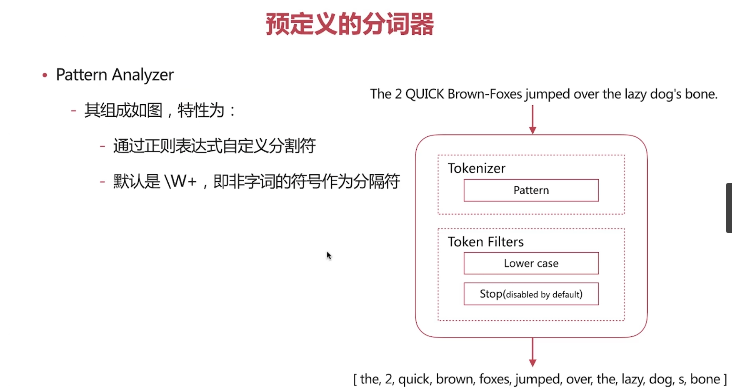 预定义的分词器
• Pattern Analyzer
- 其组成如图，特性为：
- 通过正则表达式自定义分割符
- 默认是 \W+，即非字词的符号作为分隔符
The 2 QUICK Brown-Foxes jumped over the lazy dog's bone.
Tokenizer
Pattern
Token Filters
Lower case
Stop(disabled by default)
[ the, 2, quick, brown, foxes, jumped, over, the, lazy, dog, s, bone ]